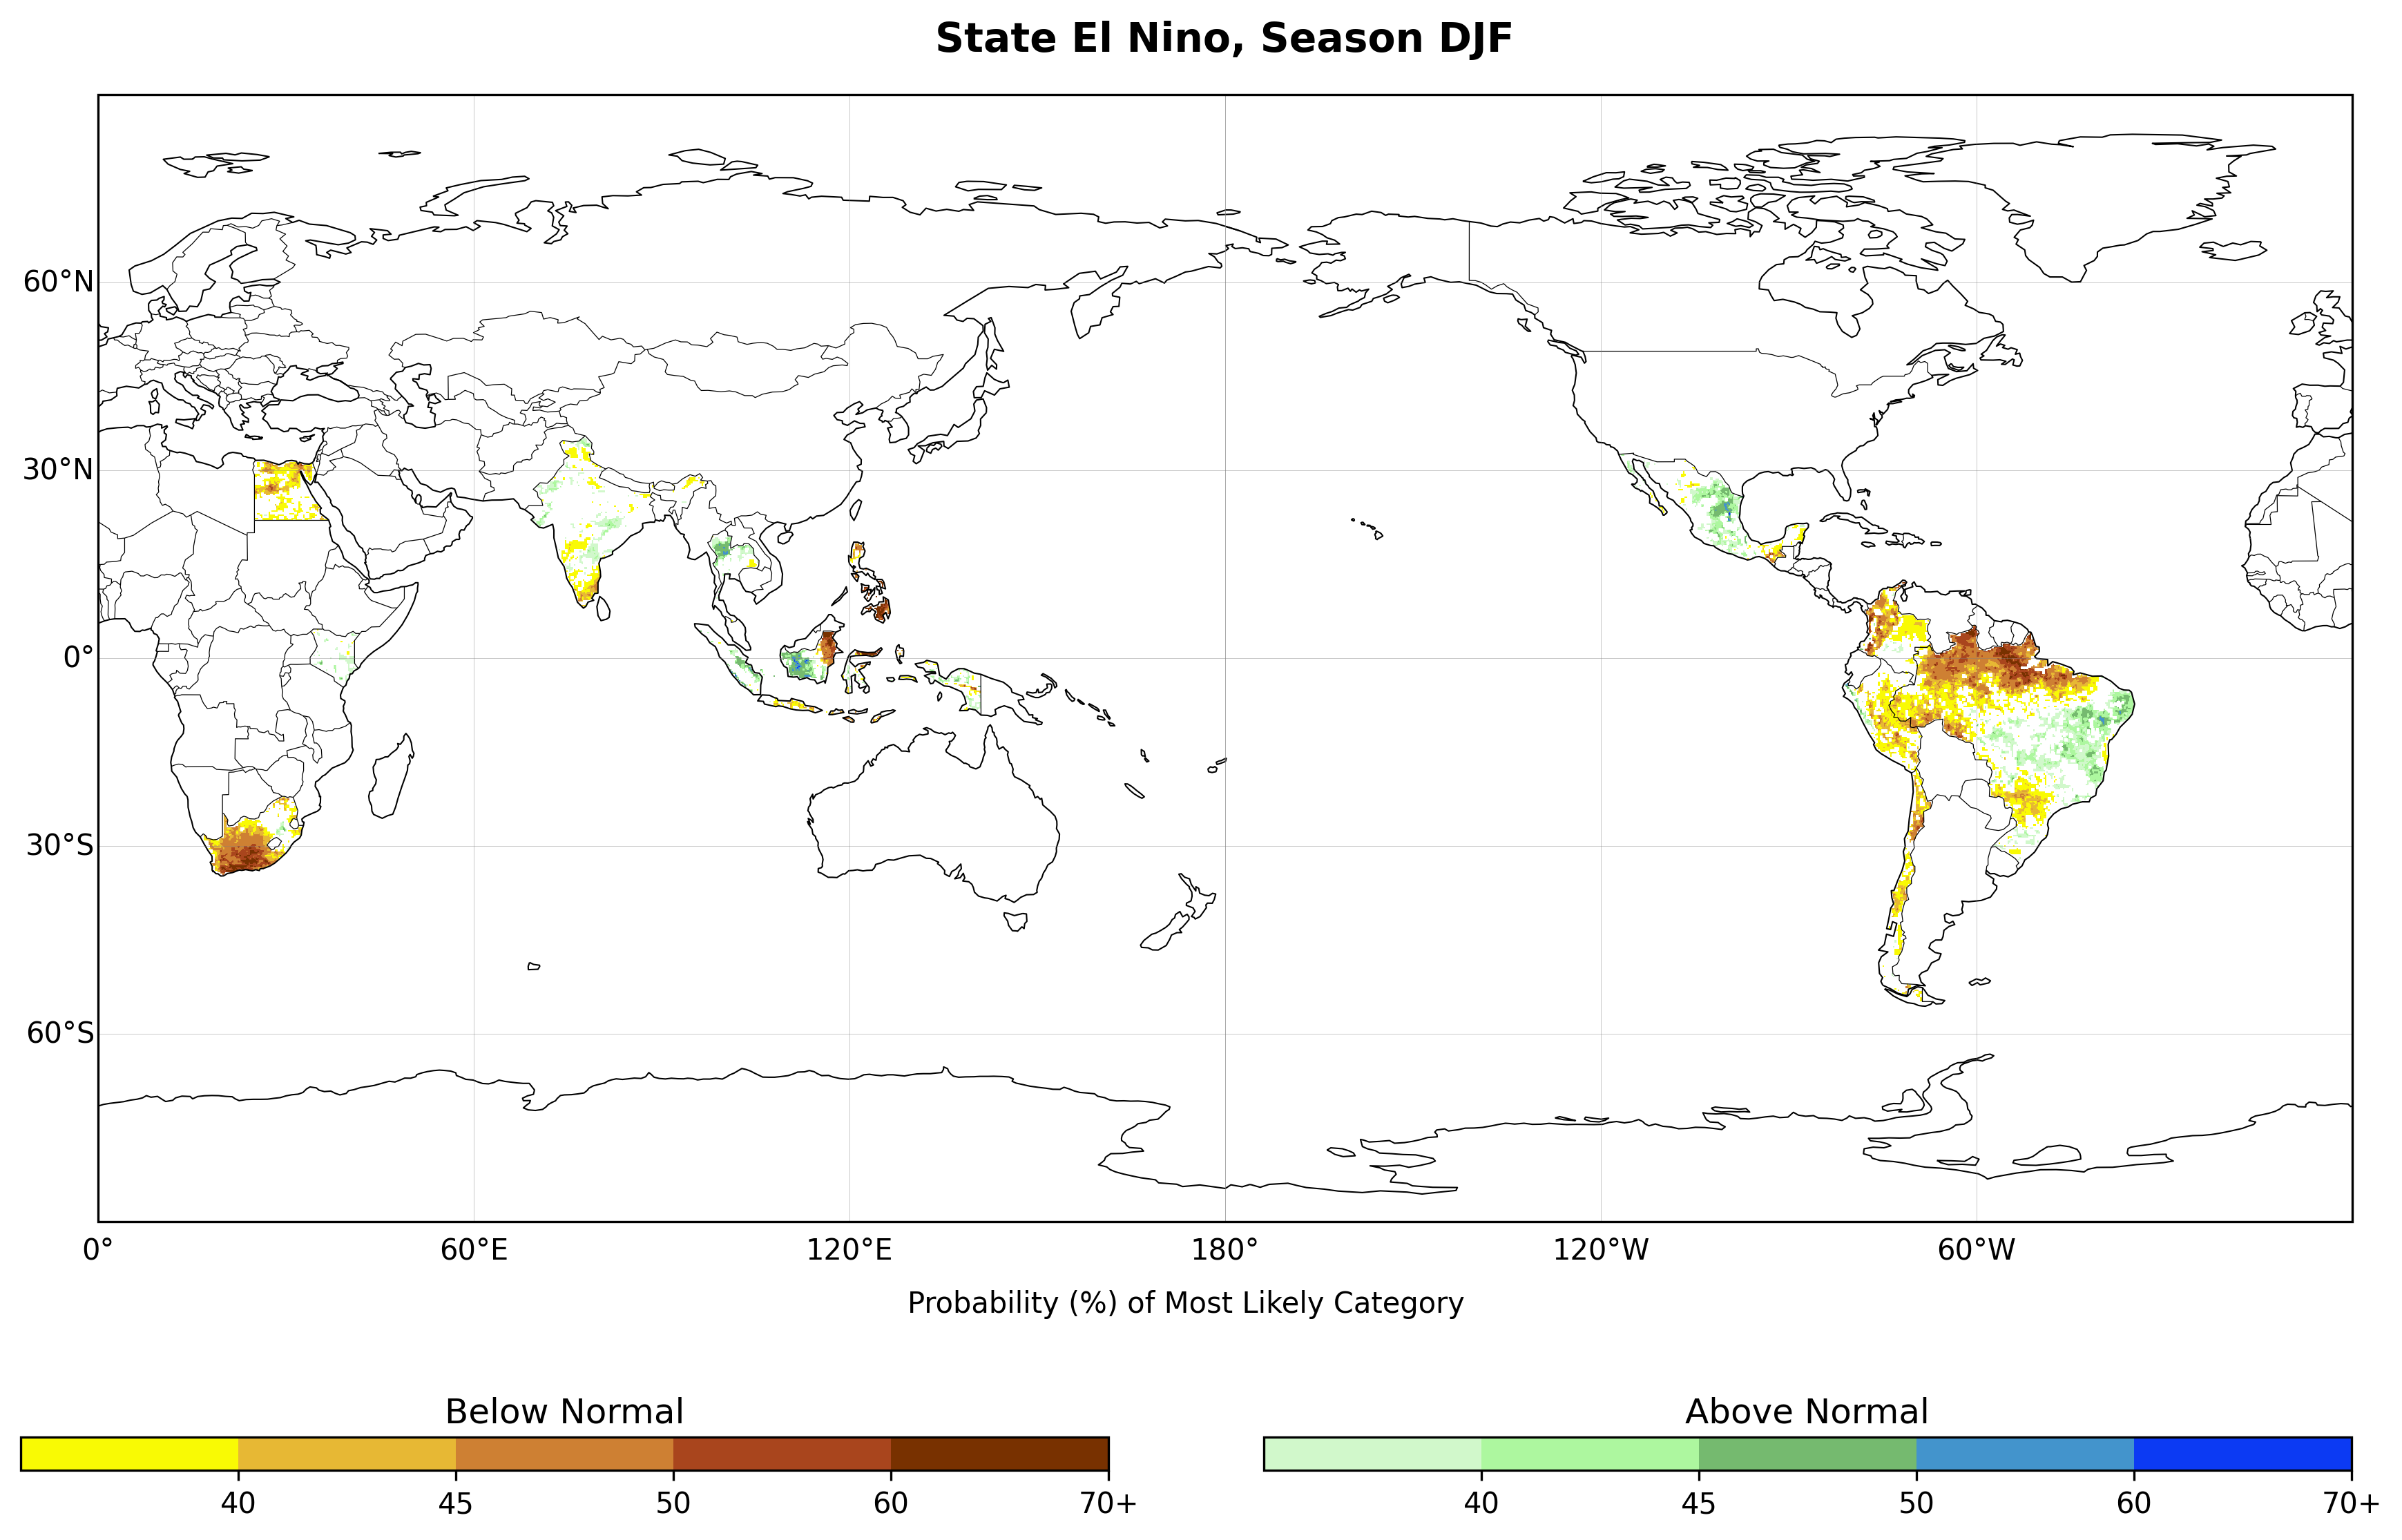 State El Nino, Season DJF
60°N
30°N
0°
30°S
60°S
0° 60°E 120°E 180° 120°W 60°W
Probability (%) of Most Likely Category
Below Normal
40 45 50 60 70+
Above Normal
40 45 50 60 70+